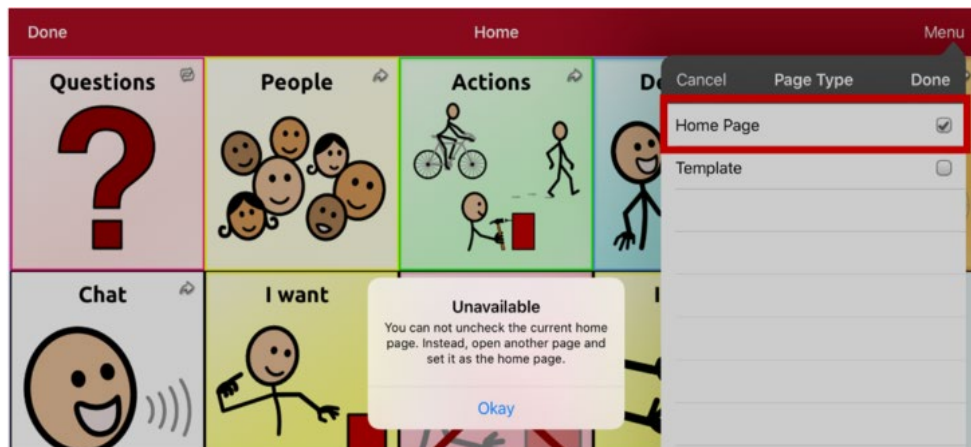 Done
Home
Menu
Questions
People
Actions
Cancel
Page Type
Done
Home Page
Template
Chat
I want
Unavailable
You can not uncheck the current home
page. Instead, open another page and
set it as the home page.
Okay